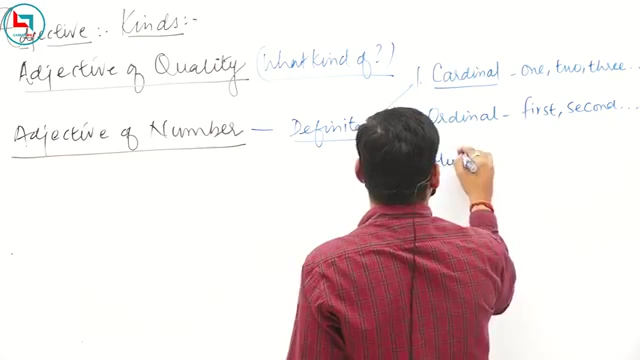 Adjective :- Kinds:-
Adjective of Quality (What kind of?)
1. Cardinal - one, two, three...
Adjective of Number - Definite
Ordinal - first, second...